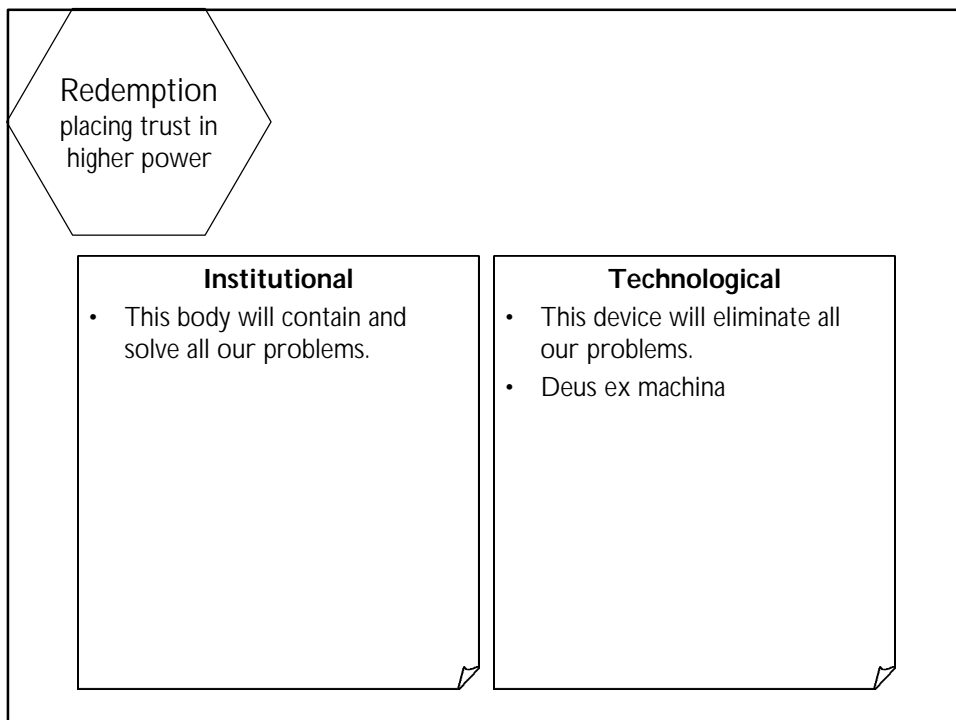 Redemption
placing trust in
higher power
Institutional
• This body will contain and
solve all our problems.
Technological
• This device will eliminate all
our problems.
• Deus ex machina